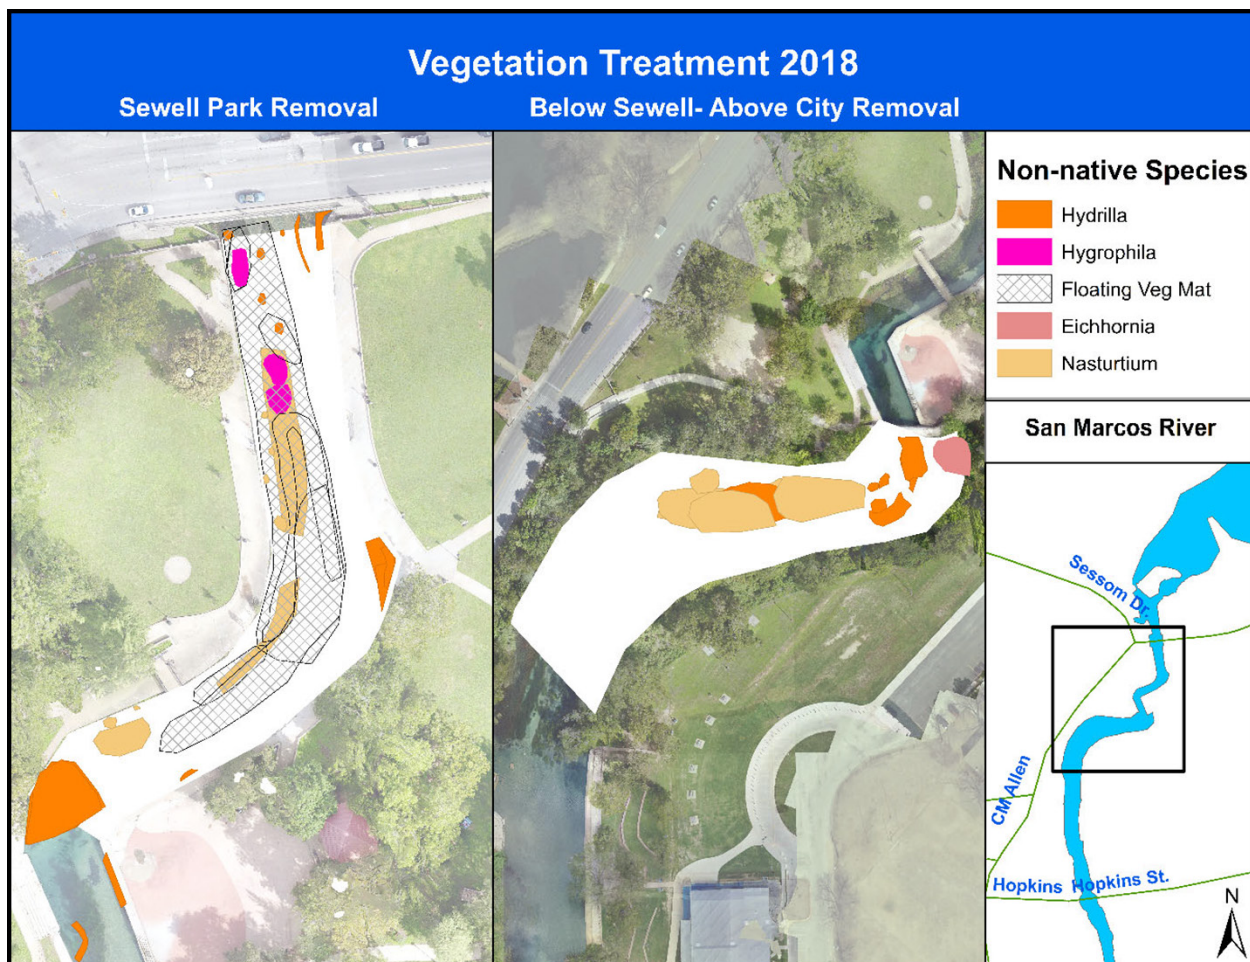 Vegetation Treatment 2018
Sewell Park Removal
Below Sewell- Above City Removal
Non-native Species
Hydrilla
Hygrophila
Floating Veg Mat
Eichhornia
Nasturtium
San Marcos River
Sessom Dr.
CM Allen
Hopkins Hopkins St.
N